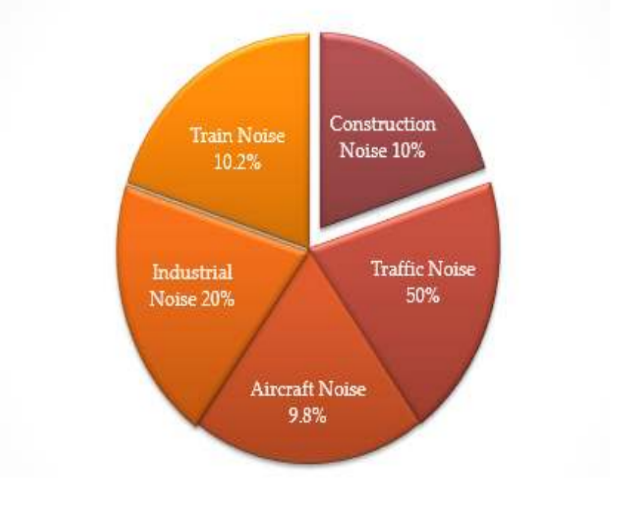 Construction
Noise 10%
Train Noise
10.2%
Traffic Noise
50%
Industrial
Noise 20%
Aircraft Noise
9.8%